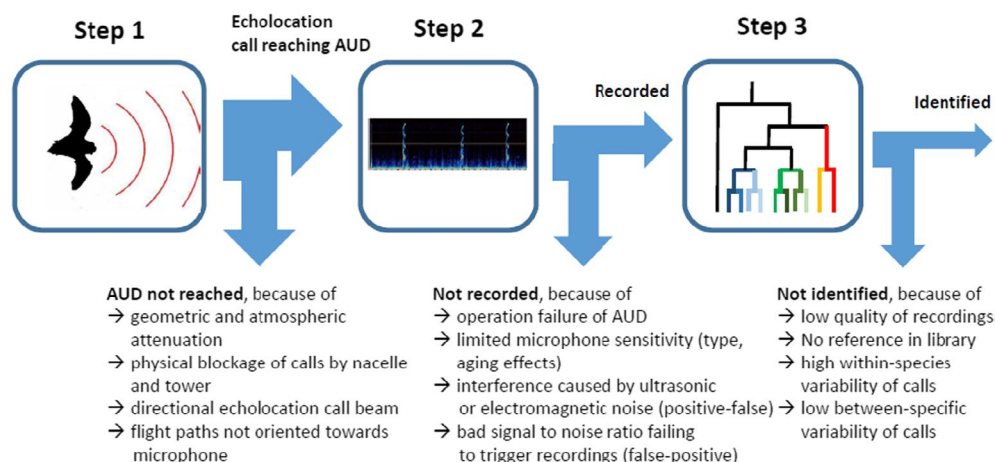 Step 1
Echolocation
call reaching AUD
Step 2
Recorded
Step 3
Identified
AUD not reached, because of
→ geometric and atmospheric
attenuation
→ physical blockage of calls by nacelle
and tower
→ directional echolocation call beam
→ flight paths not oriented towards
microphone
Not recorded, because of
→ operation failure of AUD
→ limited microphone sensitivity (type,
aging effects)
→ interference caused by ultrasonic
or electromagnetic noise (positive-false)
→ bad signal to noise ratio failing
to trigger recordings (false-positive)
Not identified, because of
→ low quality of recordings
→ No reference in library
→ high within-species
variability of calls
→ low between-specific
variability of calls